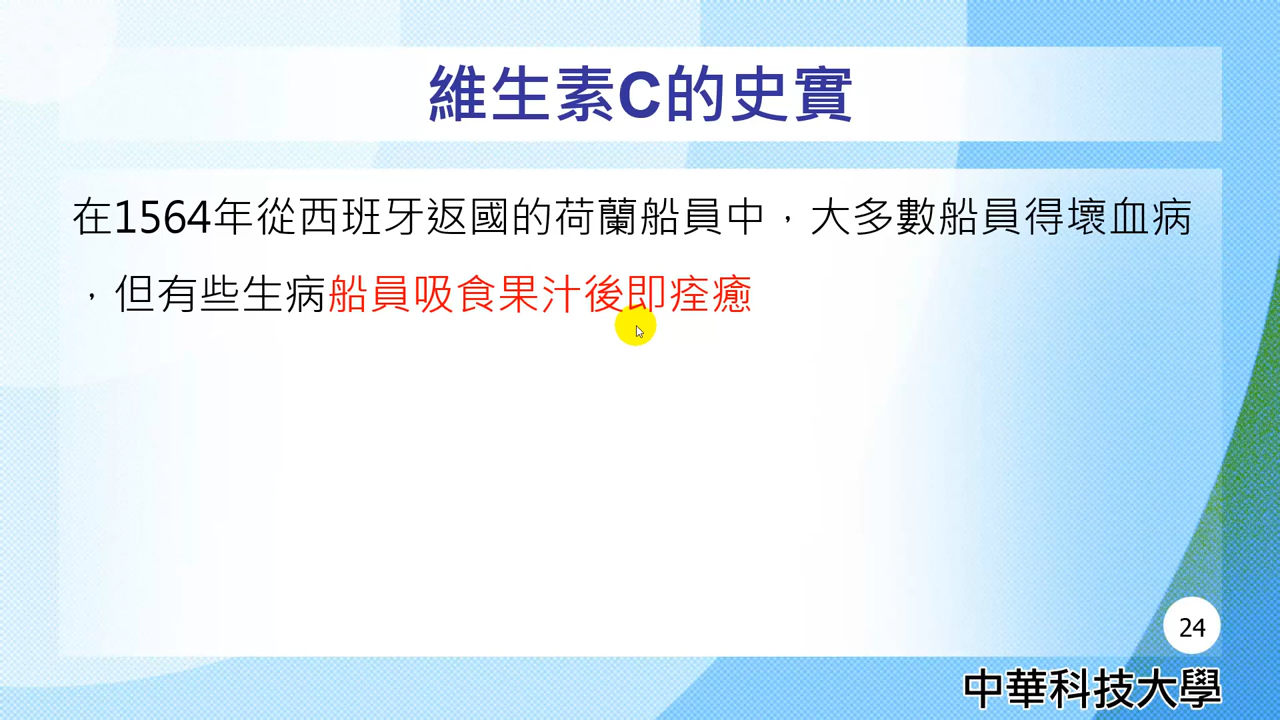 維生素C的史實
在1564年從西班牙返國的荷蘭船員中，大多數船員得壞血病
，但有些生病船員吸食果汁後即痊癒
24
中華科技大學